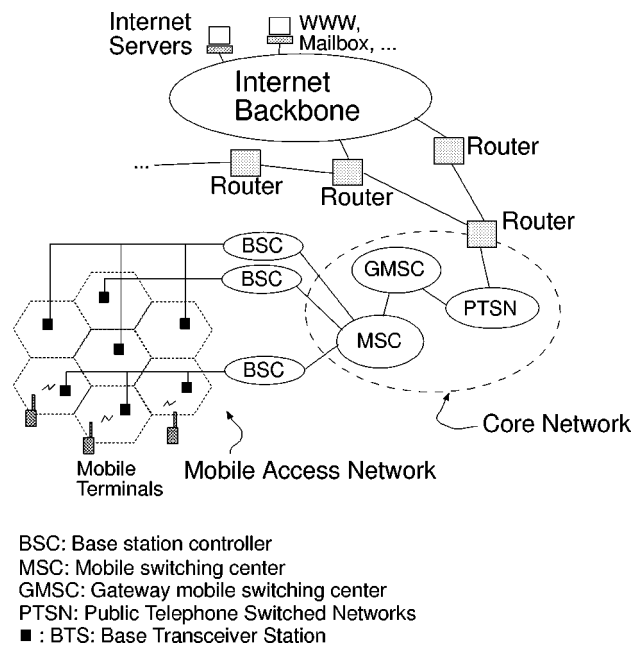 Internet
Servers
WWW,
Mailbox, ...
Internet
Backbone
Router
...
Router
Router
Router
BSC
BSC
GMSC
PTSN
MSC
BSC
Core Network
Mobile
Terminals
Mobile Access Network
BSC: Base station controller
MSC: Mobile switching center
GMSC: Gateway mobile switching center
PTSN: Public Telephone Switched Networks
■ : BTS: Base Transceiver Station